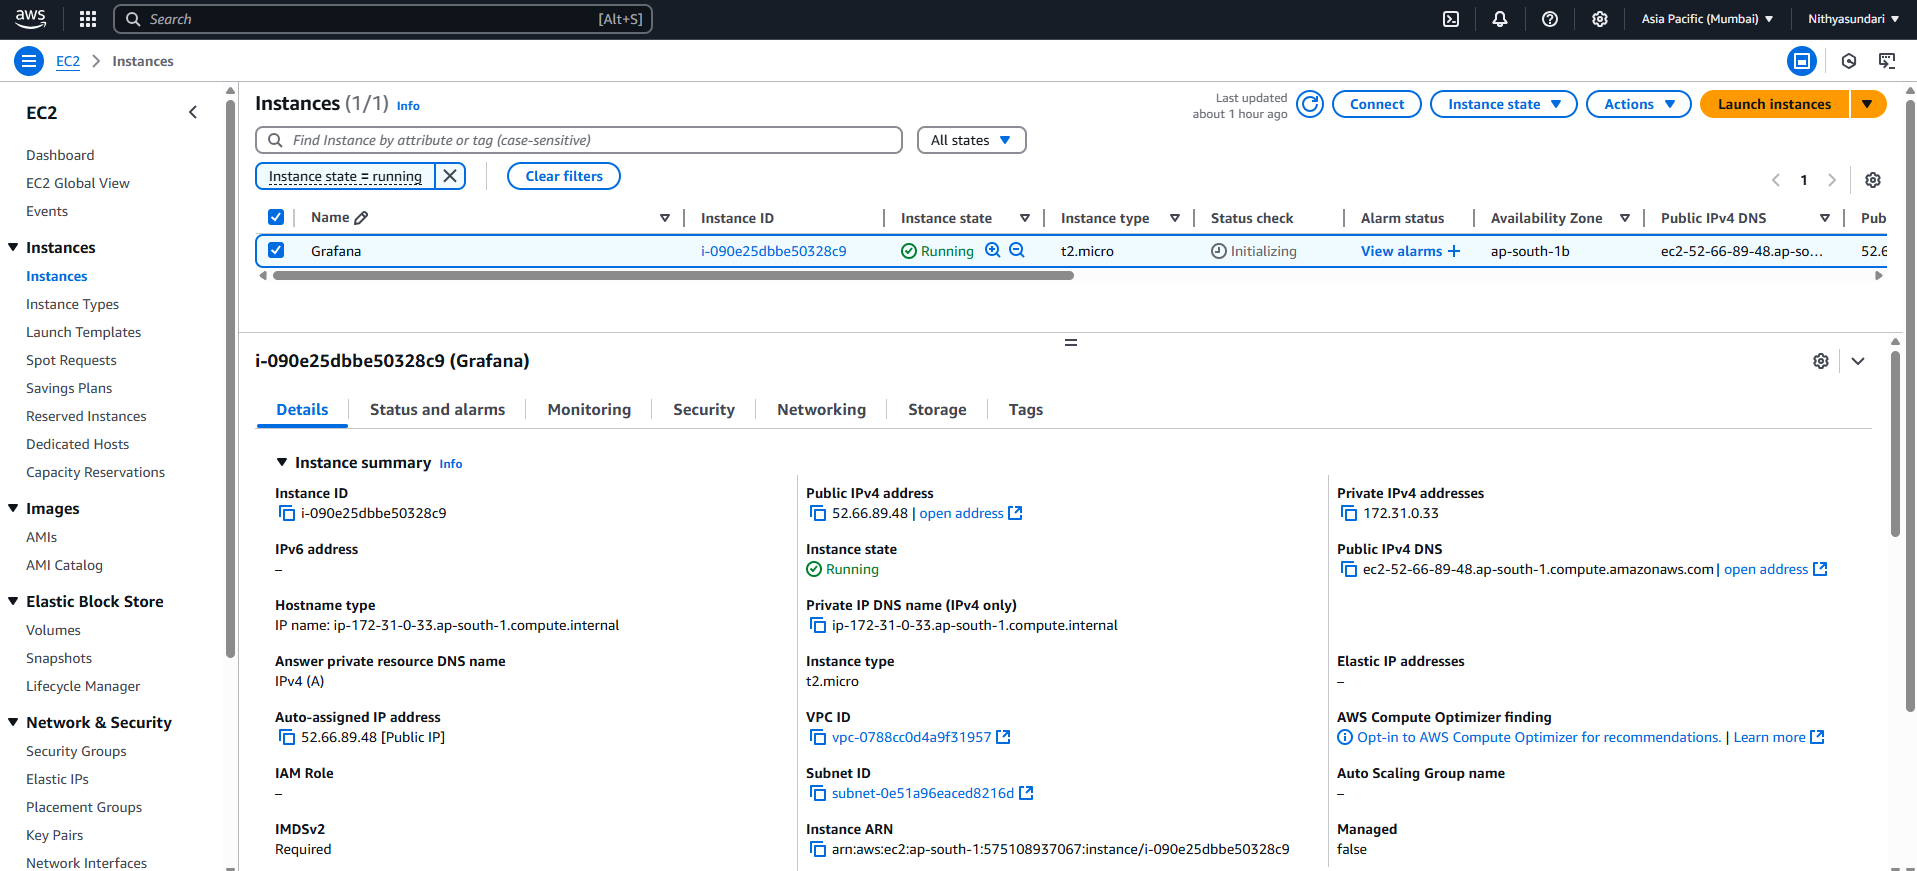 aws Search [Alt+S] Asia Pacific (Mumbai) Nithyasundari
EC2 Instances
EC2
Dashboard
EC2 Global View
Events
Instances
Instances
Instance Types
Launch Templates
Spot Requests
Savings Plans
Reserved Instances
Dedicated Hosts
Capacity Reservations
Images
AMIs
AMI Catalog
Elastic Block Store
Volumes
Snapshots
Lifecycle Manager
Network & Security
Security Groups
Elastic IPs
Placement Groups
Key Pairs
Network Interfaces
Instances (1/1) Info
Last updated
about 1 hour ago
Connect Instance state Actions Launch instances
Find Instance by attribute or tag (case-sensitive) All states
Instance state = running Clear filters
1
Name Instance ID Instance state Instance type Status check Alarm status Availability Zone Public IPv4 DNS Pub
Grafana i-090e25dbbe50328c9 Running t2.micro Initializing View alarms + ap-south-1b ec2-52-66-89-48.ap-so... 52.6
i-090e25dbbe50328c9 (Grafana)
Details Status and alarms Monitoring Security Networking Storage Tags
Instance summary Info
Instance ID
i-090e25dbbe50328c9
Public IPv4 address
52.66.89.48 | open address
Private IPv4 addresses
172.31.0.33
IPv6 address
–
Instance state
Running
Public IPv4 DNS
ec2-52-66-89-48.ap-south-1.compute.amazonaws.com | open address
Hostname type
IP name: ip-172-31-0-33.ap-south-1.compute.internal
Private IP DNS name (IPv4 only)
ip-172-31-0-33.ap-south-1.compute.internal
Answer private resource DNS name
IPv4 (A)
Instance type
t2.micro
Elastic IP addresses
–
Auto-assigned IP address
52.66.89.48 [Public IP]
VPC ID
vpc-0788cc0d4a9f31957
AWS Compute Optimizer finding
Opt-in to AWS Compute Optimizer for recommendations. | Learn more
IAM Role
–
Subnet ID
subnet-0e51a96eaced8216d
Auto Scaling Group name
–
IMDSv2
Required
Instance ARN
arn:aws:ec2:ap-south-1:575108937067:instance/i-090e25dbbe50328c9
Managed
false